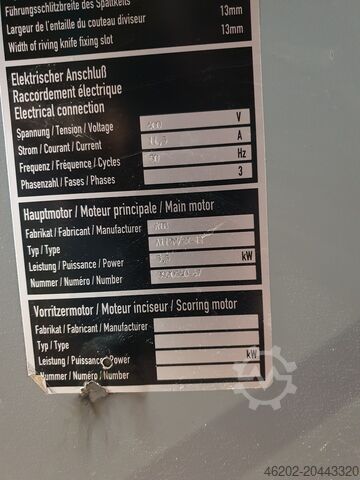 Führungsschlitzbreite des Spaltkeils 13mm
Largeur de l'entaille du couteau diviseur 13mm
Width of riving knife fixing slot
Elektrischer Anschluß
Raccordement électrique
Electrical connection
Spannung / Tension / Voltage 400 V
Strom / Courant / Current A
Frequenz / Fréquence / Cycles 50 Hz
Phasenzahl / Fases / Phases 3
Hauptmotor / Moteur principale / Main motor
Fabrikat / Fabricant / Manufacturer
Typ / Type
Leistung / Puissance / Power kW
Nummer / Numéro / Number
Vorritzermotor / Moteur inciseur / Scoring motor
Fabrikat / Fabricant / Manufacturer
Typ / Type
Leistung / Puissance / Power kW
Nummer / Numéro / Number
46202-20443320